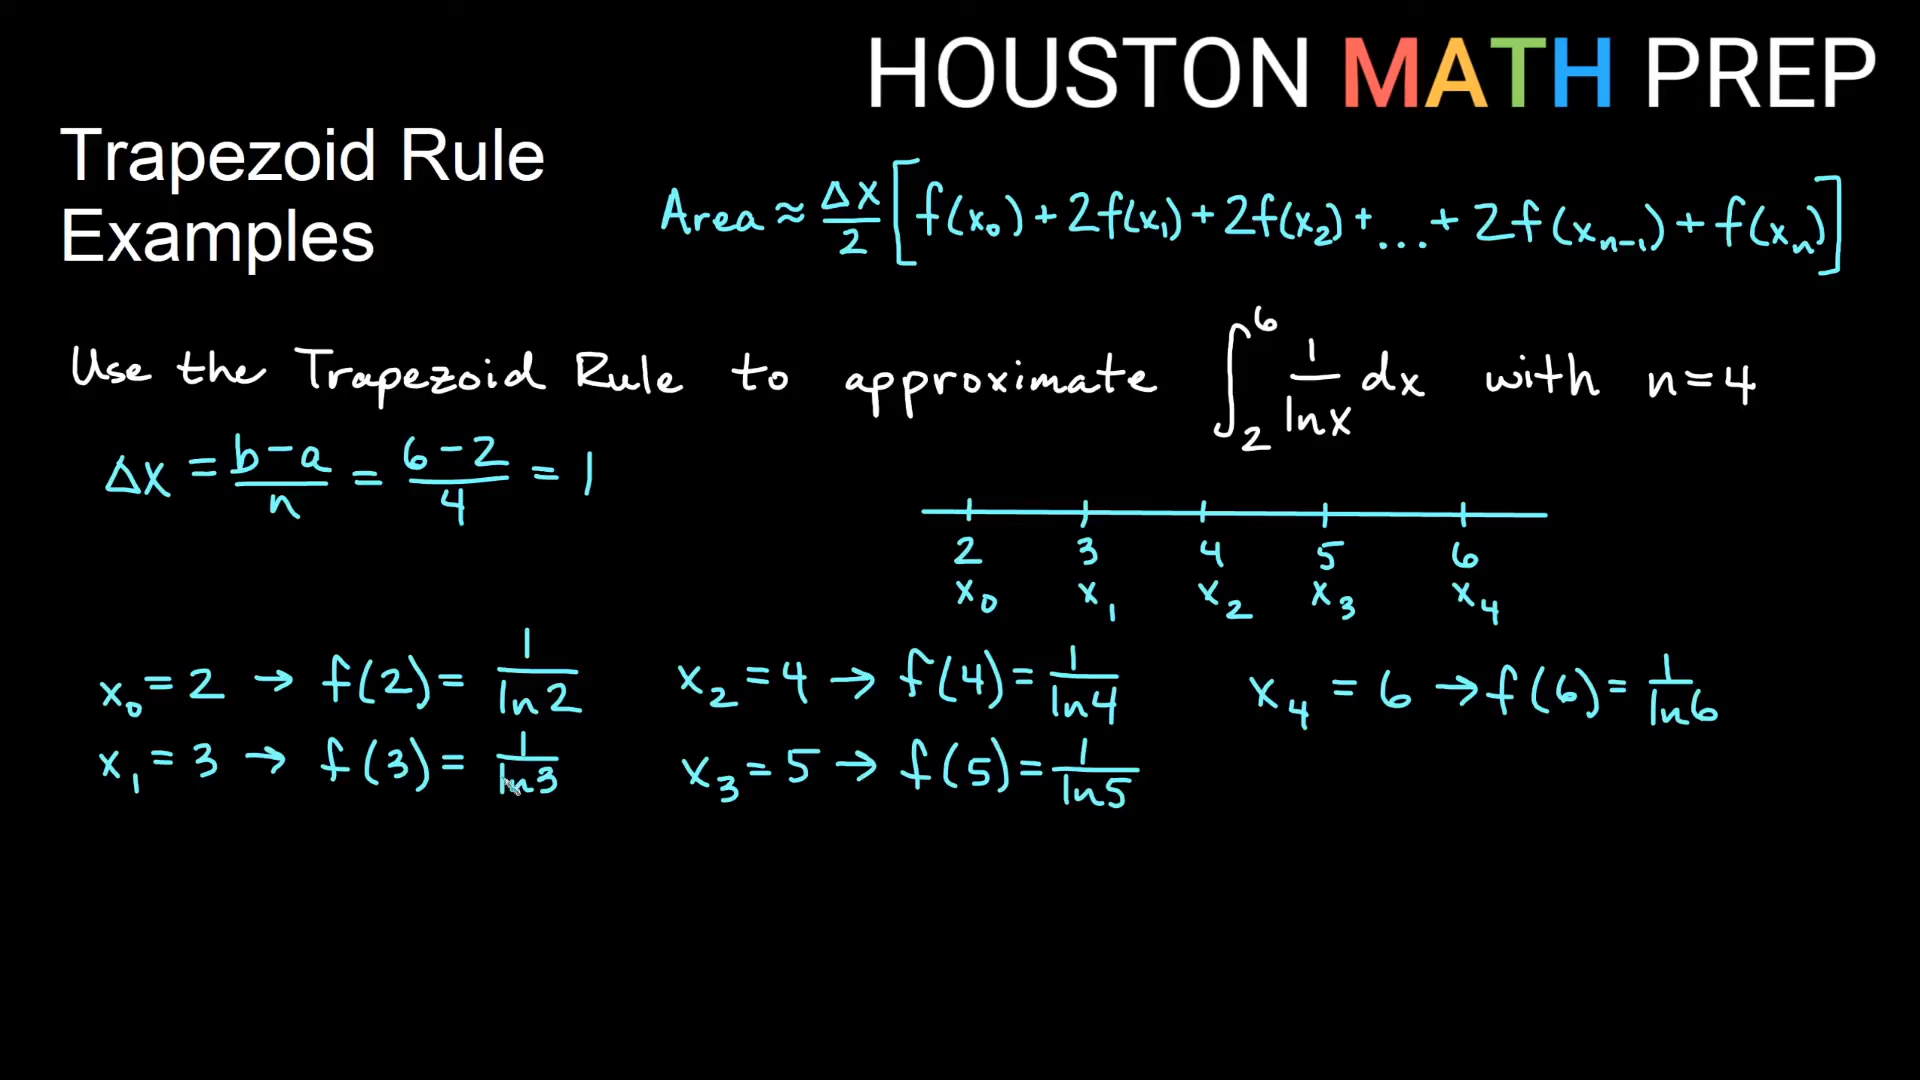 HOUSTON MATH PREP
Trapezoid Rule
Examples
Area ≈ Δx/2 [f(x₀) + 2f(x₁) + 2f(x₂) + ... + 2f(xₙ₋₁) + f(xₙ)]
Use the Trapezoid Rule to approximate ∫₂⁶ 1/lnx dx with n=4
Δx = b-a/n = 6-2/4 = 1
2 3 4 5 6
x₀ x₁ x₂ x₃ x₄
x₀ = 2 → f(2) = 1/ln2 x₂ = 4 → f(4) = 1/ln4 x₄ = 6 → f(6) = 1/ln6
x₁ = 3 → f(3) = 1/ln3 x₃ = 5 → f(5) = 1/ln5